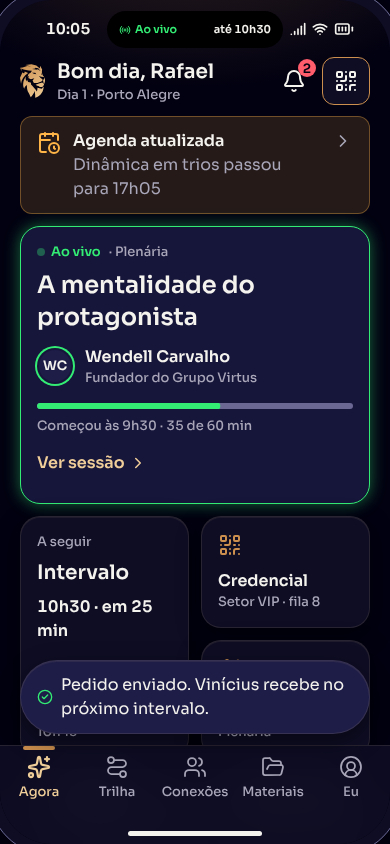 10:05
Ao vivo
até 10h30
Bom dia, Rafael
Dia 1 · Porto Alegre
2
Agenda atualizada
Dinâmica em trios passou
para 17h05
Ao vivo · Plenária
A mentalidade do
protagonista
WC
Wendell Carvalho
Fundador do Grupo Virtus
Começou às 9h30 · 35 de 60 min
Ver sessão
A seguir
Intervalo
10h30 · em 25
min
Credencial
Setor VIP · fila 8
Pedido enviado. Vinícius recebe no
próximo intervalo.
Agora
Trilha
Conexões
Materiais
Eu